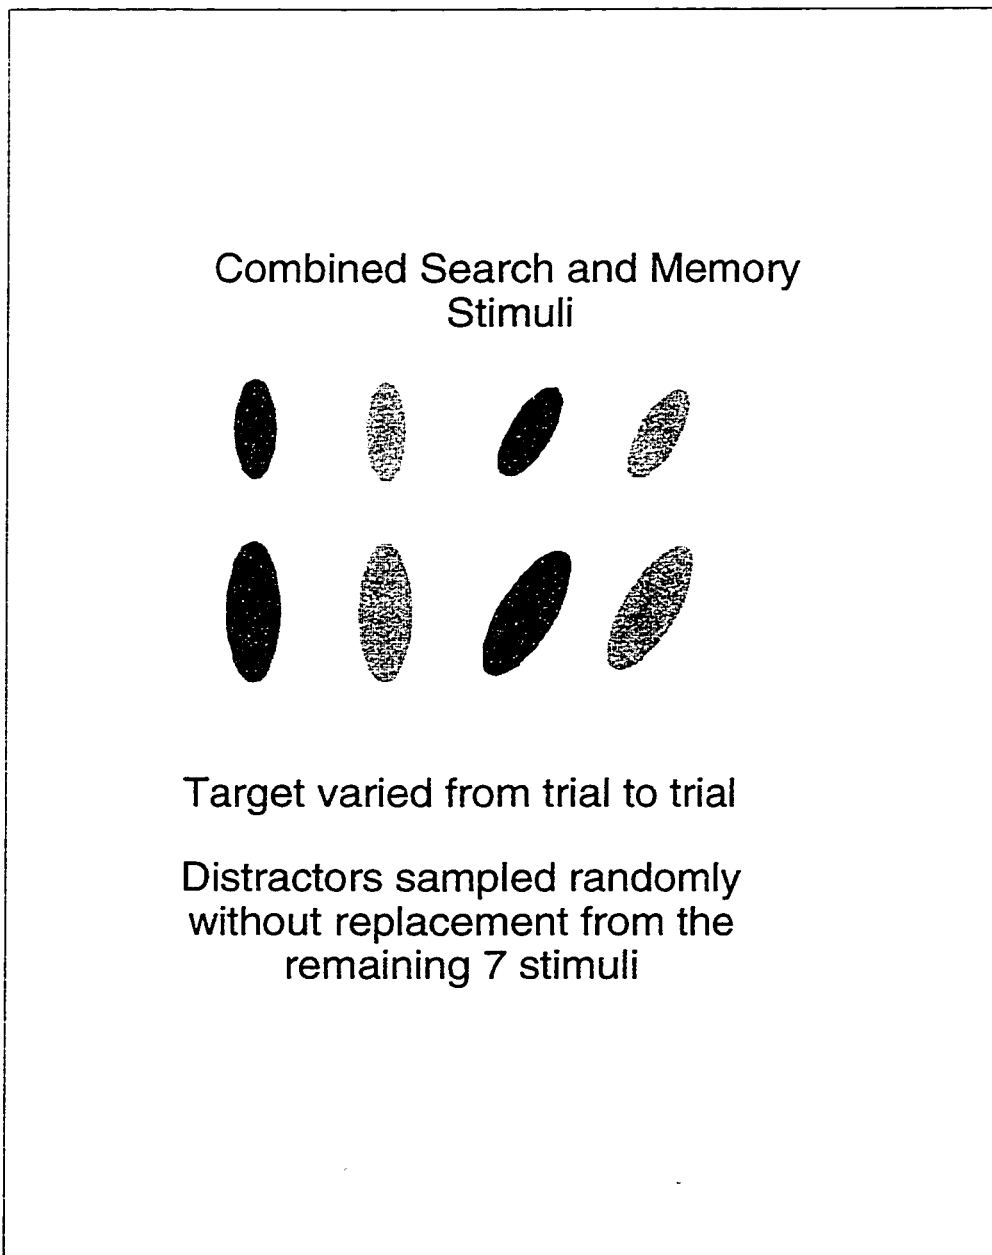 Combined Search and Memory
Stimuli
Target varied from trial to trial
Distractors sampled randomly
without replacement from the
remaining 7 stimuli